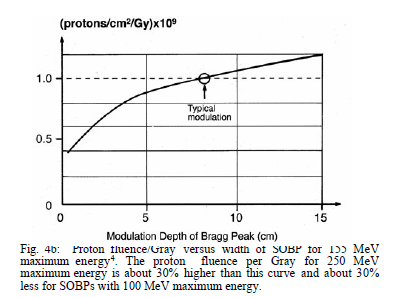 (protons/cm²/Gy)x10⁹
1.0
Typical
modulation
0.5
0
0 5 10 15
Modulation Depth of Bragg Peak (cm)
Fig. 4b: Proton fluence/Gray versus width of SOBP for 155 MeV
maximum energy⁴. The proton fluence per Gray for 250 MeV
maximum energy is about 30% higher than this curve and about 30%
less for SOBPs with 100 MeV maximum energy.